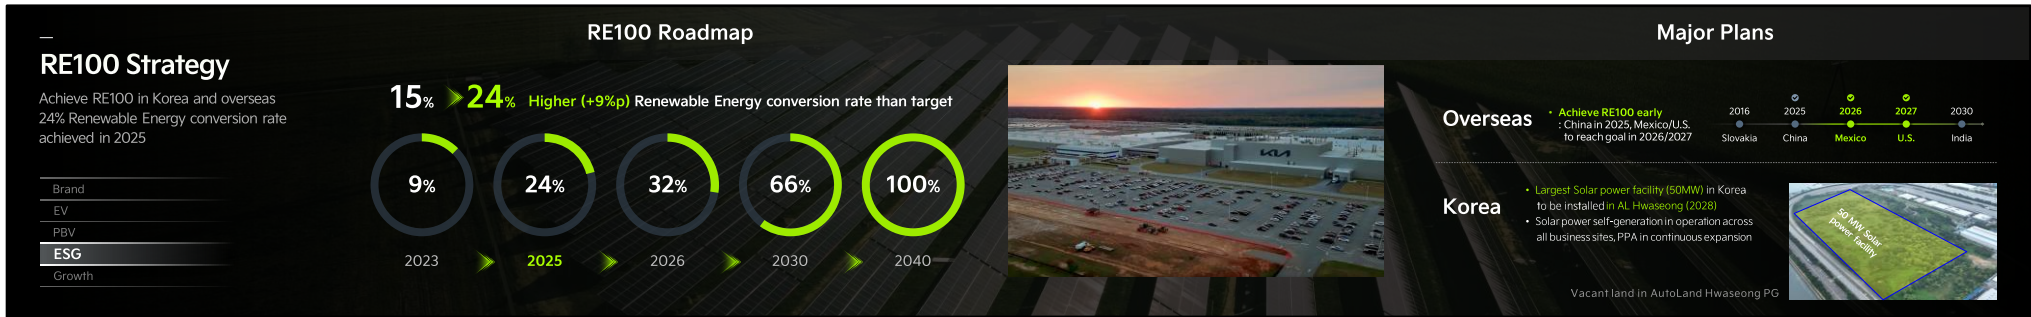 RE100 Strategy
Achieve RE100 in Korea and overseas
24% Renewable Energy conversion rate
achieved in 2025
Brand
EV
PBV
ESG
Growth
RE100 Roadmap
15% 24% Higher (+9%p) Renewable Energy conversion rate than target
9% 24% 32% 66% 100%
2023 2025 2026 2030 2040
KIA
Major Plans
Overseas
• Achieve RE100 early
: China in 2025, Mexico/U.S.
to reach goal in 2026/2027
2016 2025 2026 2027 2030
Slovakia China Mexico U.S. India
Korea
• Largest Solar power facility (50MW) in Korea
to be installed in AL Hwaseong (2028)
• Solar power self-generation in operation across
all business sites, PPA in continuous expansion
50 MW Solar
power facility
Vacant land in AutoLand Hwaseong PG